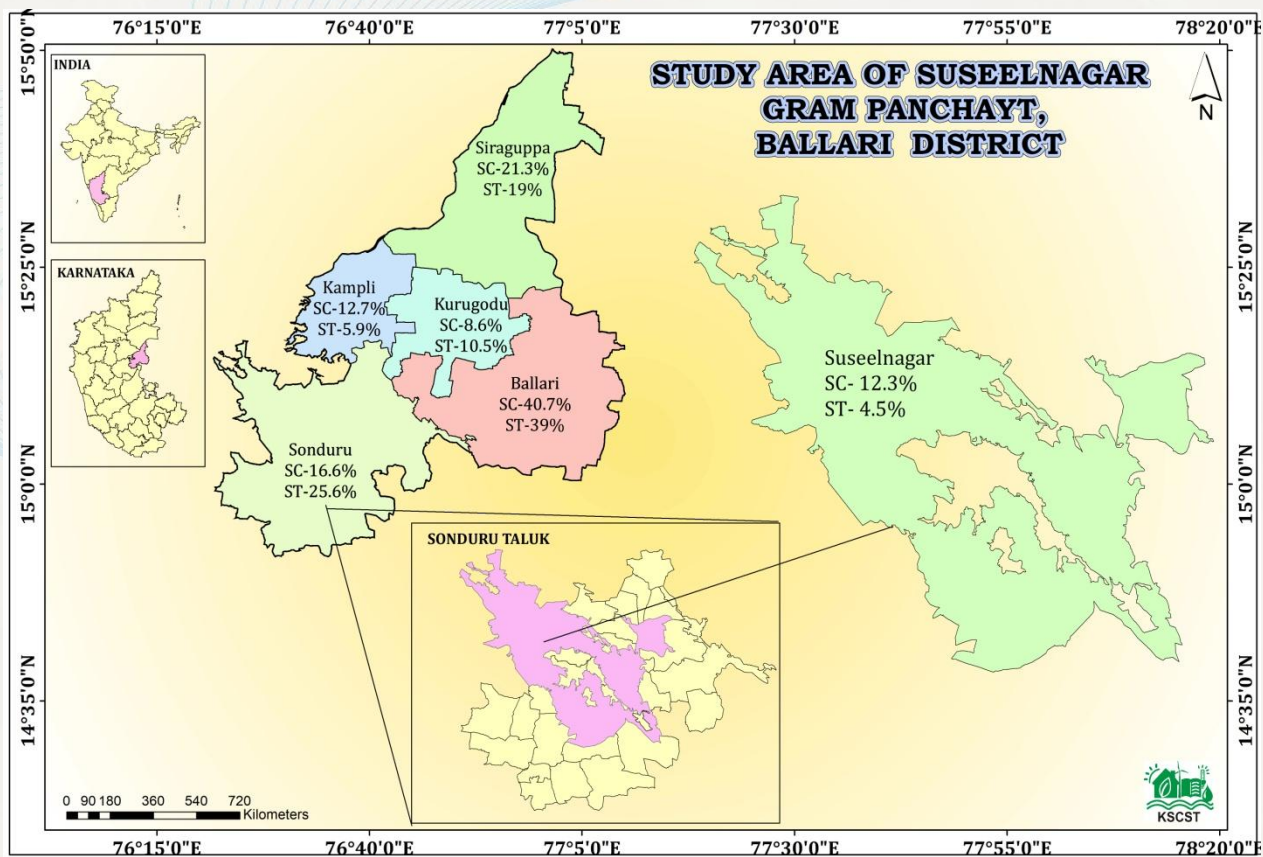 76°15'0"E 76°40'0"E 77°5'0"E 77°30'0"E 77°55'0"E 78°20'0"E
15°50'0"N
15°25'0"N
15°0'0"N
14°35'0"N
INDIA
KARNATAKA
STUDY AREA OF SUSEELNAGAR
GRAM PANCHAYT,
BALLARI DISTRICT
N
Siraguppa
SC-21.3%
ST-19%
Kampli
SC-12.7%
ST-5.9%
Kurugodu
SC-8.6%
ST-10.5%
Ballari
SC-40.7%
ST-39%
Sonduru
SC-16.6%
ST-25.6%
Suseelnagar
SC- 12.3%
ST- 4.5%
15°25'0"N
15°0'0"N
14°35'0"N
SONDURU TALUK
0 90 180 360 540 720
Kilometers
KSCST
76°15'0"E 76°40'0"E 77°5'0"E 77°30'0"E 77°55'0"E 78°20'0"E